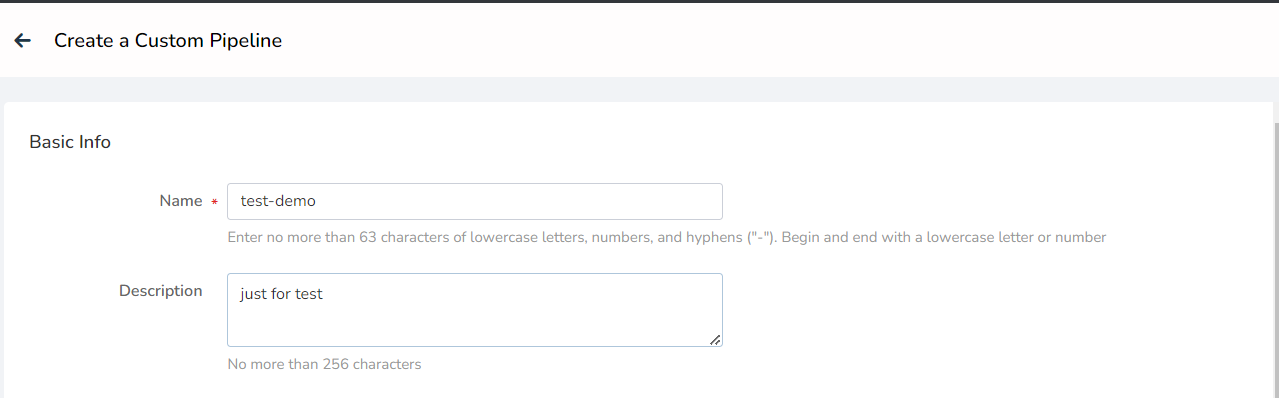 Create a Custom Pipeline
Basic Info
Name *
test-demo
Enter no more than 63 characters of lowercase letters, numbers, and hyphens ("-"). Begin and end with a lowercase letter or number
Description
just for test
No more than 256 characters